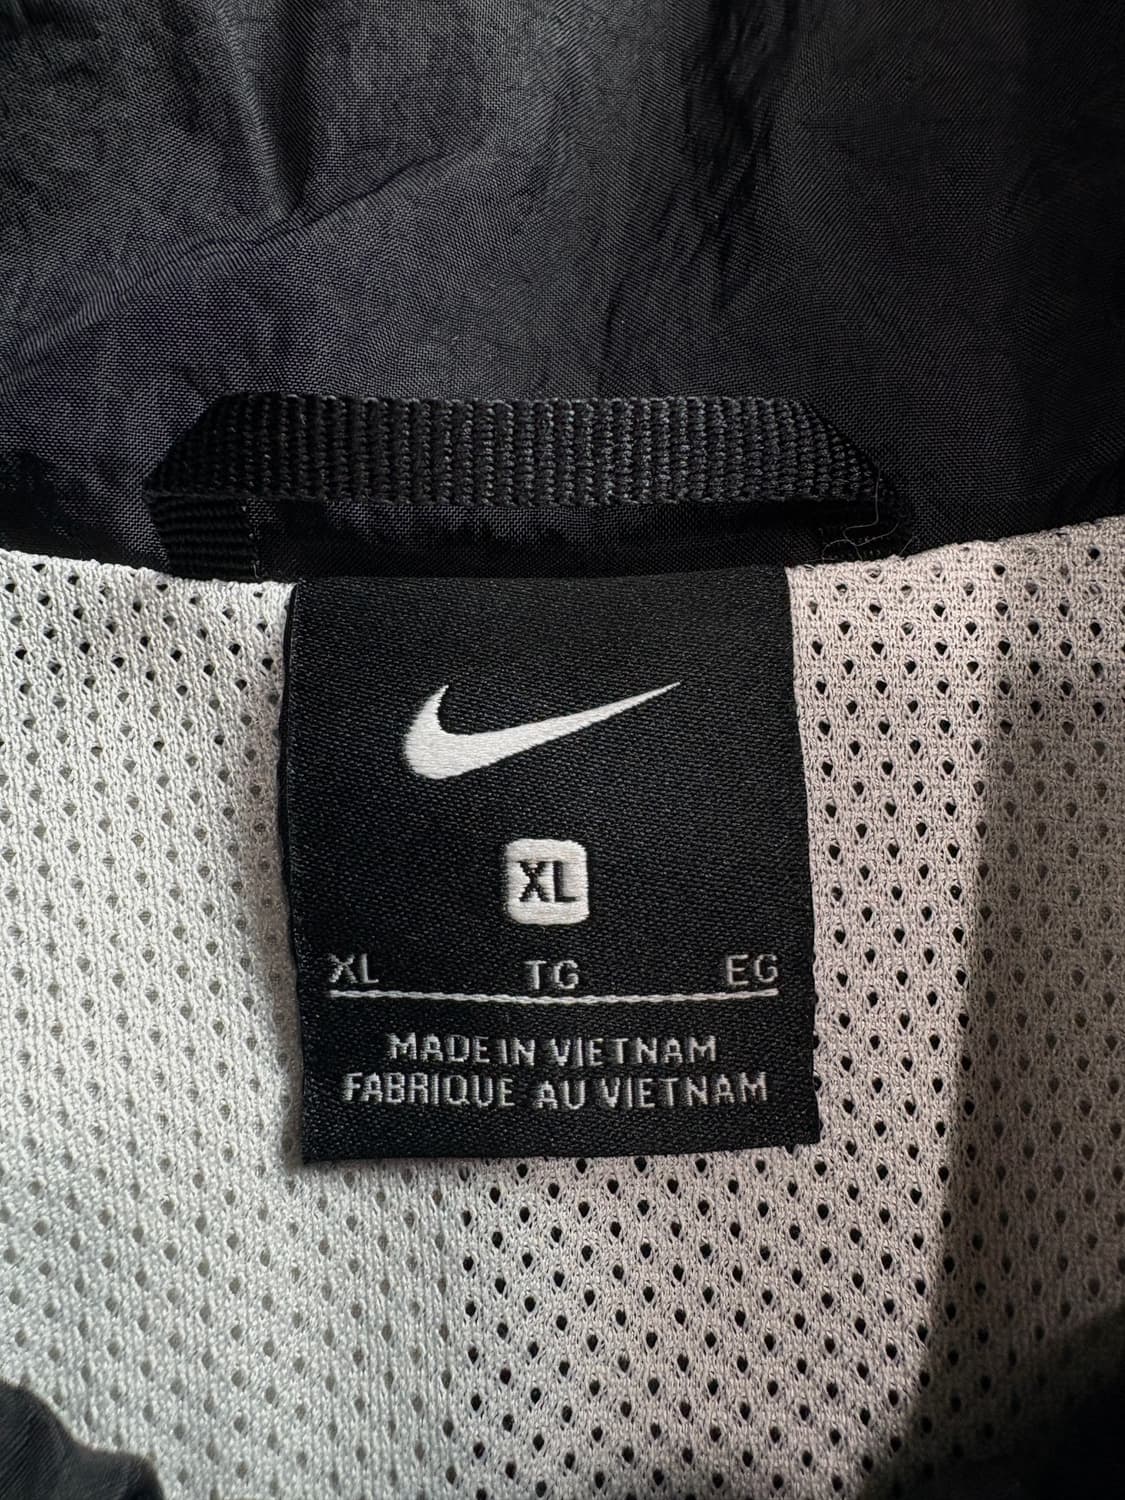 XL
XL TG EG
MADE IN VIETNAM
FABRIQUE AU VIETNAM